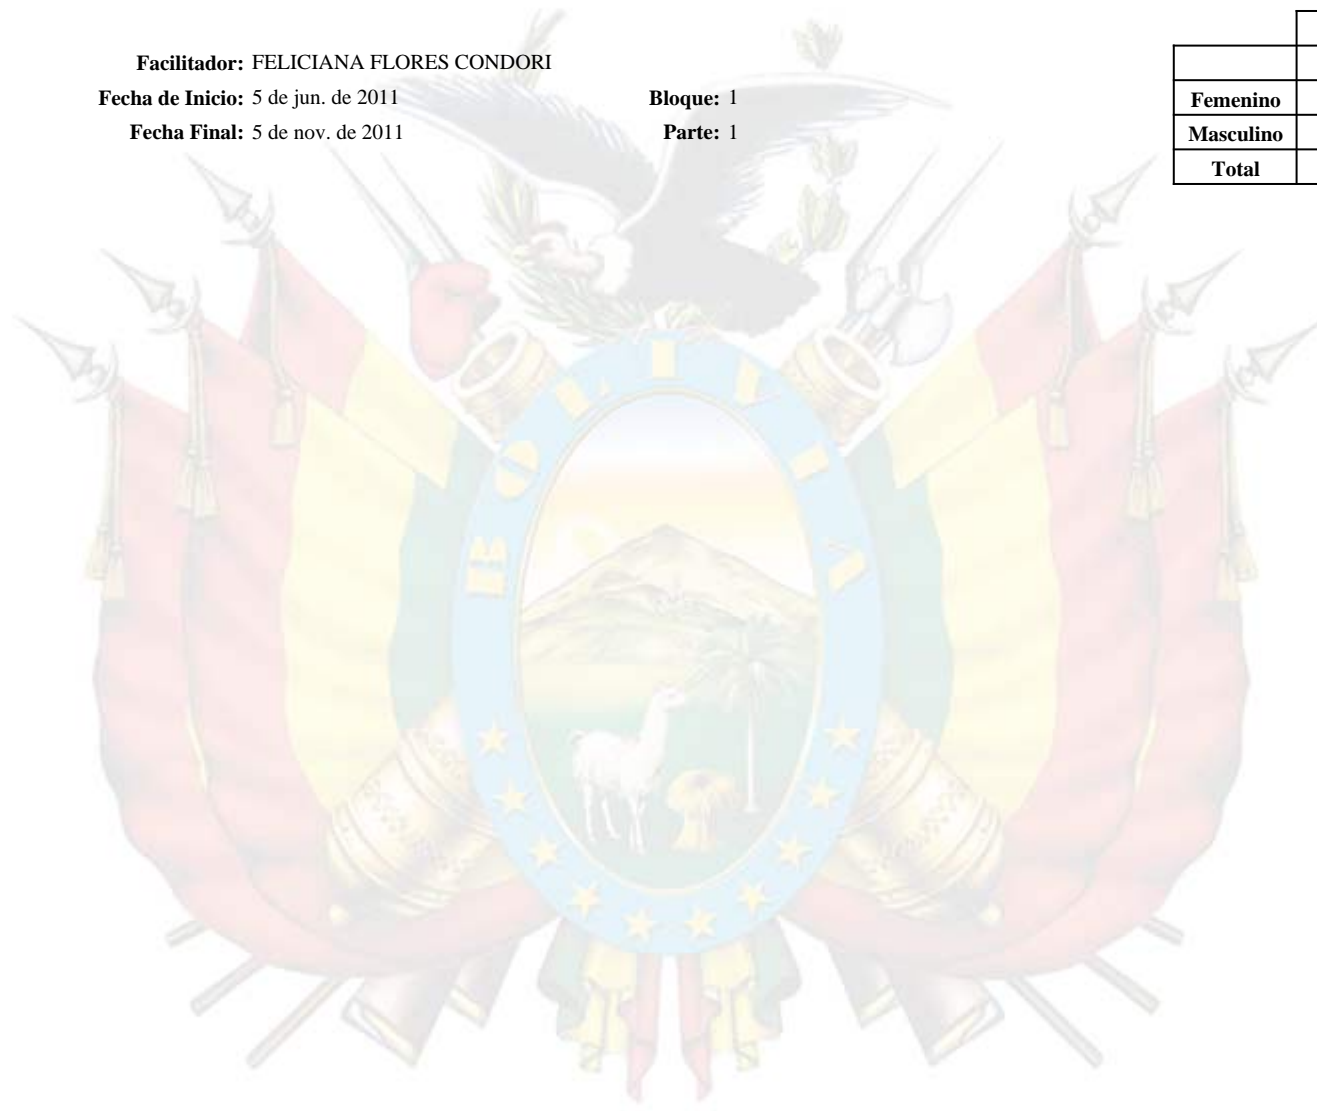 Facilitador: FELICIANA FLORES CONDORI
Fecha de Inicio: 5 de jun. de 2011 Bloque: 1
Fecha Final: 5 de nov. de 2011 Parte: 1
Femenino
Masculino
Total
BOLIVIA